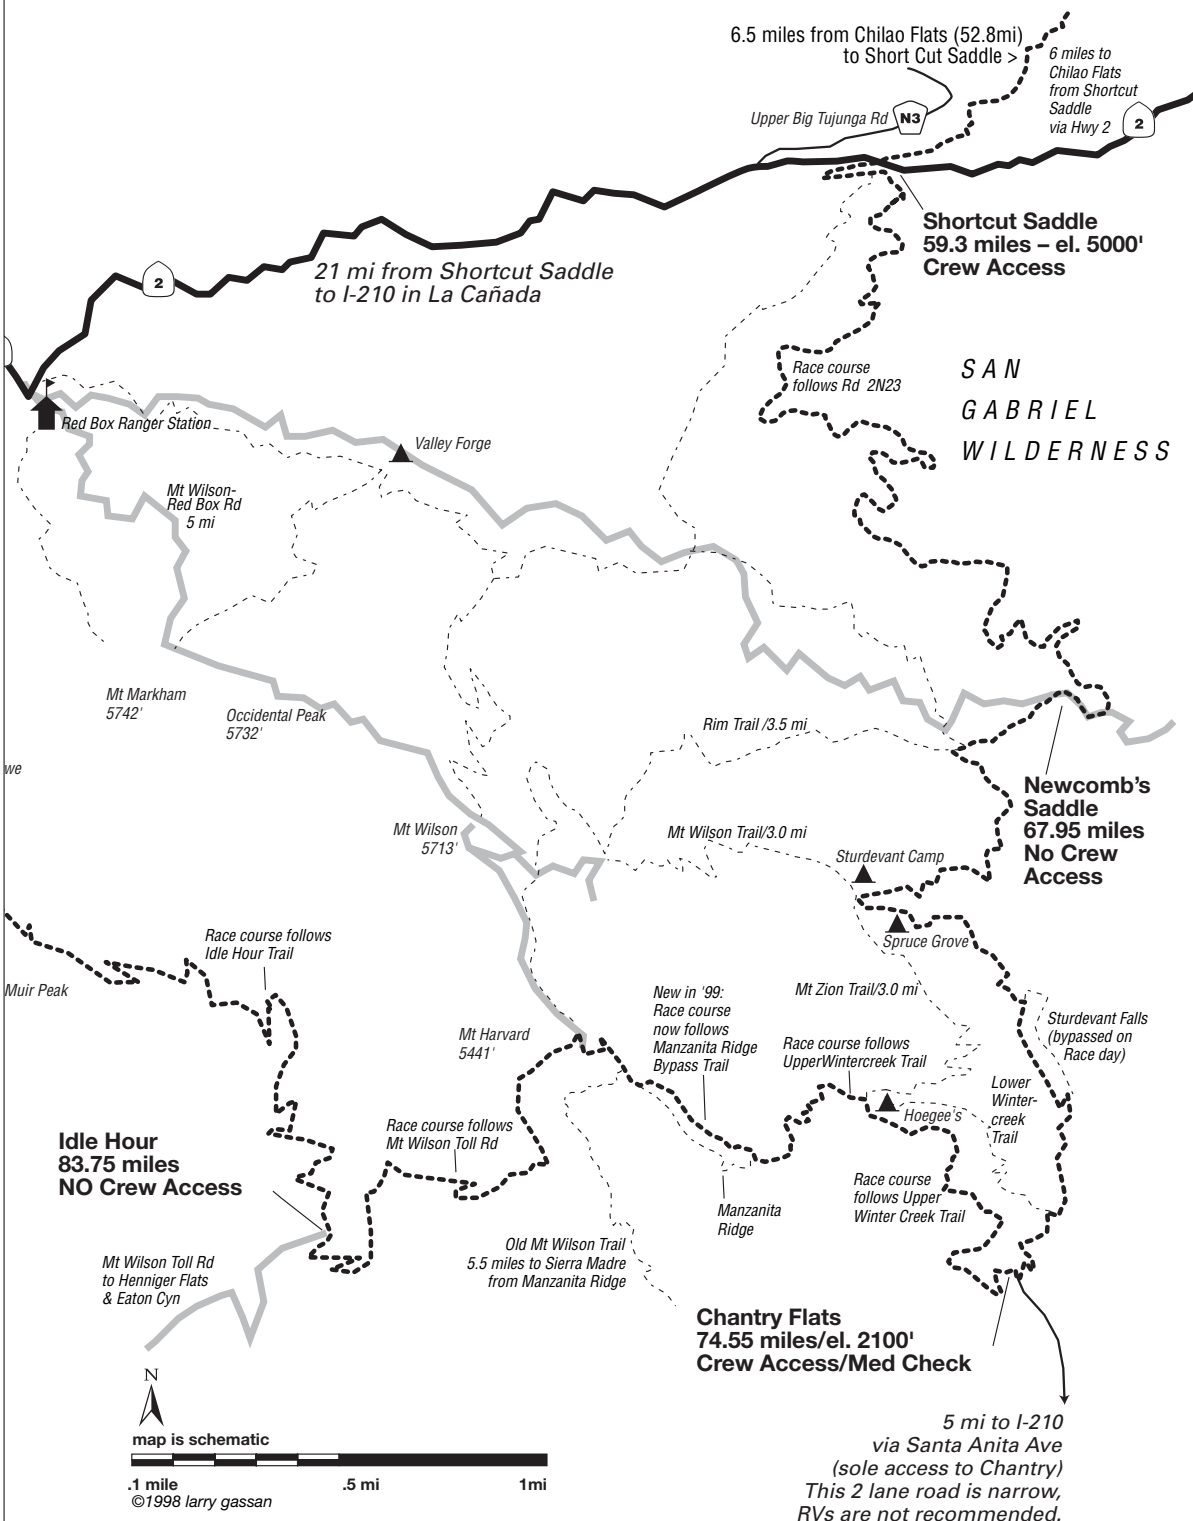 6.5 miles from Chilao Flats (52.8mi)
to Short Cut Saddle >
6 miles to
Chilao Flats
from Shortcut
Saddle
via Hwy 2
Upper Big Tujunga Rd
N3
2
Shortcut Saddle
59.3 miles – el. 5000'
Crew Access
2
21 mi from Shortcut Saddle
to I-210 in La Cañada
Race course
follows Rd 2N23
SAN
GABRIEL
WILDERNESS
Red Box Ranger Station
Valley Forge
Mt Wilson-
Red Box Rd
5 mi
Mt Markham
5742'
Occidental Peak
5732'
Rim Trail /3.5 mi
we
Newcomb's
Saddle
67.95 miles
No Crew
Access
Mt Wilson
5713'
Mt Wilson Trail/3.0 mi
Sturdevant Camp
Spruce Grove
Race course follows
Idle Hour Trail
Muir Peak
Mt Zion Trail/3.0 mi
New in '99:
Race course
now follows
Manzanita Ridge
Bypass Trail
Sturdevant Falls
(bypassed on
Race day)
Mt Harvard
5441'
Race course follows
UpperWintercreek Trail
Lower
Winter-
creek
Trail
Hoegee's
Race course follows
Mt Wilson Toll Rd
Idle Hour
83.75 miles
NO Crew Access
Race course
follows Upper
Winter Creek Trail
Manzanita
Ridge
Old Mt Wilson Trail
5.5 miles to Sierra Madre
from Manzanita Ridge
Mt Wilson Toll Rd
to Henniger Flats
& Eaton Cyn
Chantry Flats
74.55 miles/el. 2100'
Crew Access/Med Check
N
map is schematic
.1 mile .5 mi 1mi
©1998 larry gassan
5 mi to I-210
via Santa Anita Ave
(sole access to Chantry)
This 2 lane road is narrow,
RVs are not recommended.